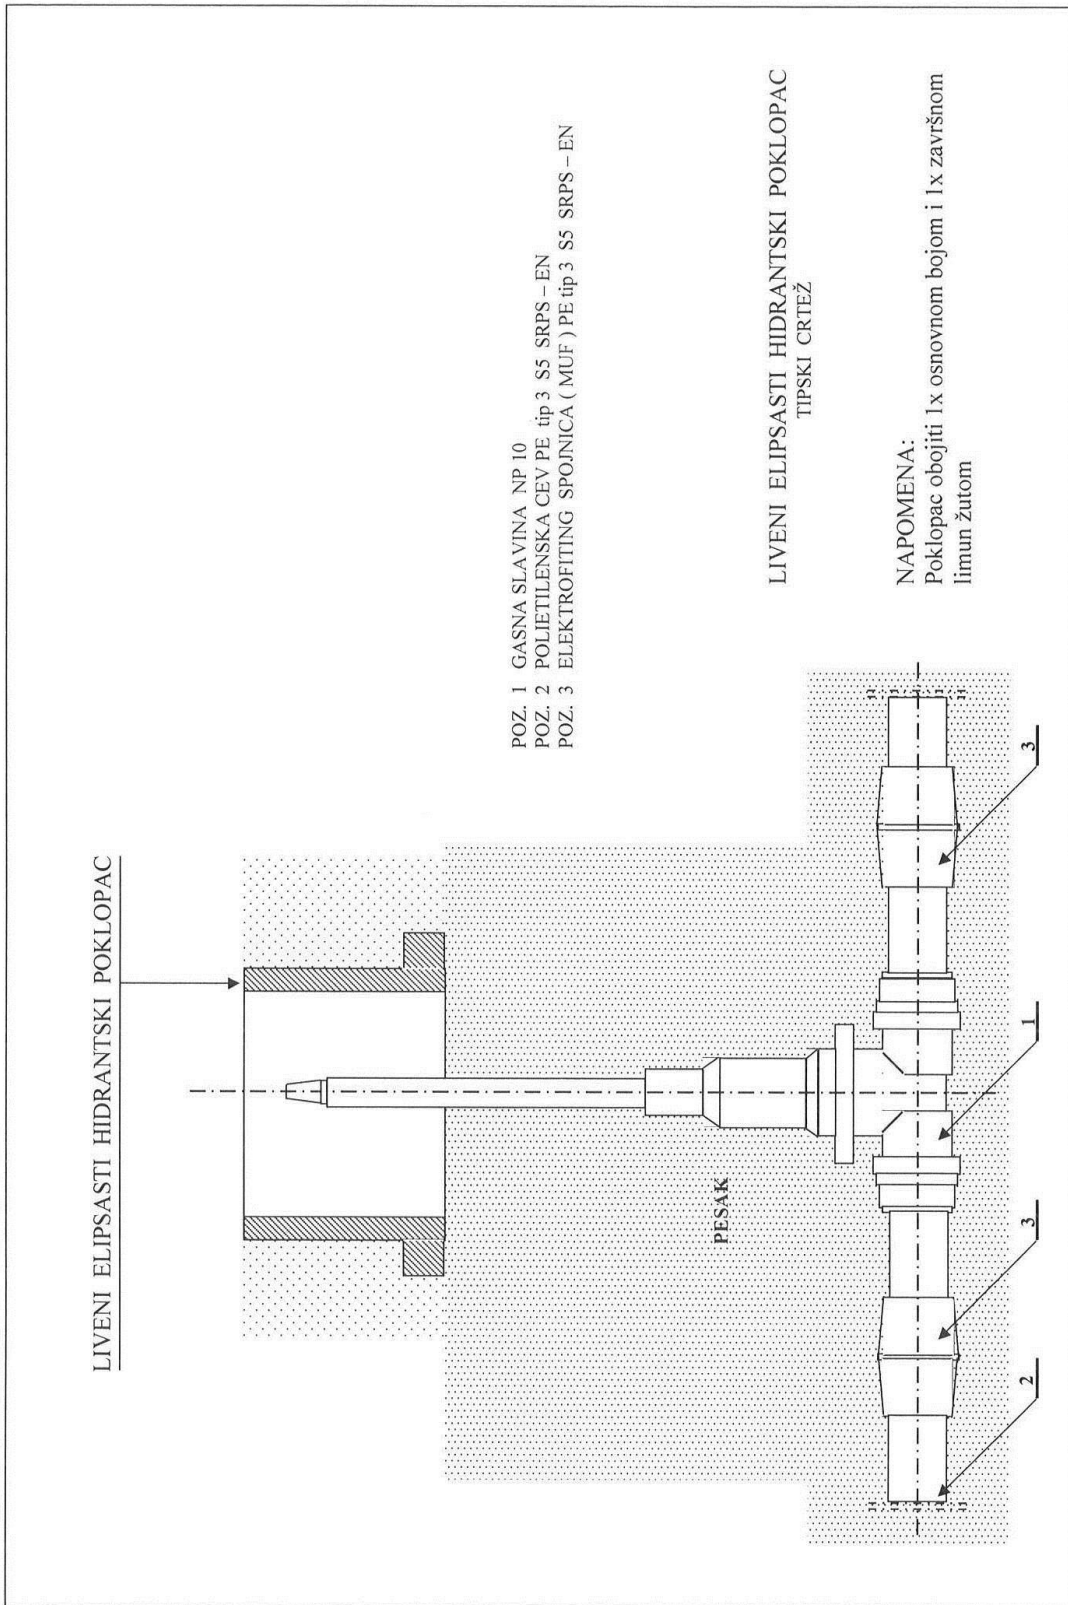 LIVENI ELIPSASTI HIDRANTSKI POKLOPAC
POZ. 1 GASNA SLAVINA NP 10
POZ. 2 POLIETILENSKA CEV PE tip 3 S5 SRPS – EN
POZ. 3 ELEKTROFITING SPOJNICA ( MUF ) PE tip 3 S5 SRPS – EN
PESAK
2
3
1
3
LIVENI ELIPSASTI HIDRANTSKI POKLOPAC
TIPSKI CRTEŽ
NAPOMENA:
Poklopac obojiti 1x osnovnom bojom i 1x završnom
limun žutom